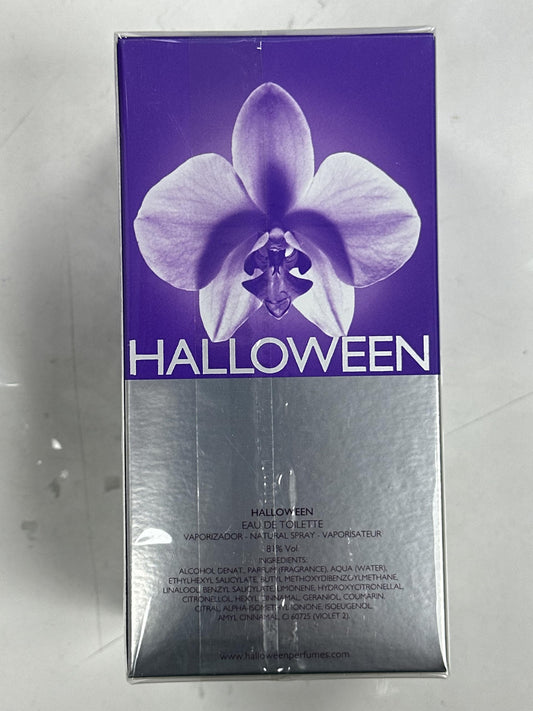 HALLOWEEN
HALLOWEEN
EAU DE TOILETTE
VAPORIZADOR - NATURAL SPRAY - VAPORISATEUR
81% Vol.
INGREDIENTS:
ALCOHOL DENAT., PARFUM (FRAGRANCE), AQUA (WATER),
ETHYLHEXYL SALICYLATE, BUTYL METHOXYDIBENZOYLMETHANE,
LINALOOL, BENZYL SALICYLATE, LIMONENE, HYDROXYCITRONELLAL,
CITRONELLOL, HEXYL CINNAMAL, GERANIOL, COUMARIN,
CITRAL, ALPHA-ISOMETHYL IONONE, ISOEUGENOL,
AMYL CINNAMAL, CI 60725 (VIOLET 2).
www.halloweenperfumes.com